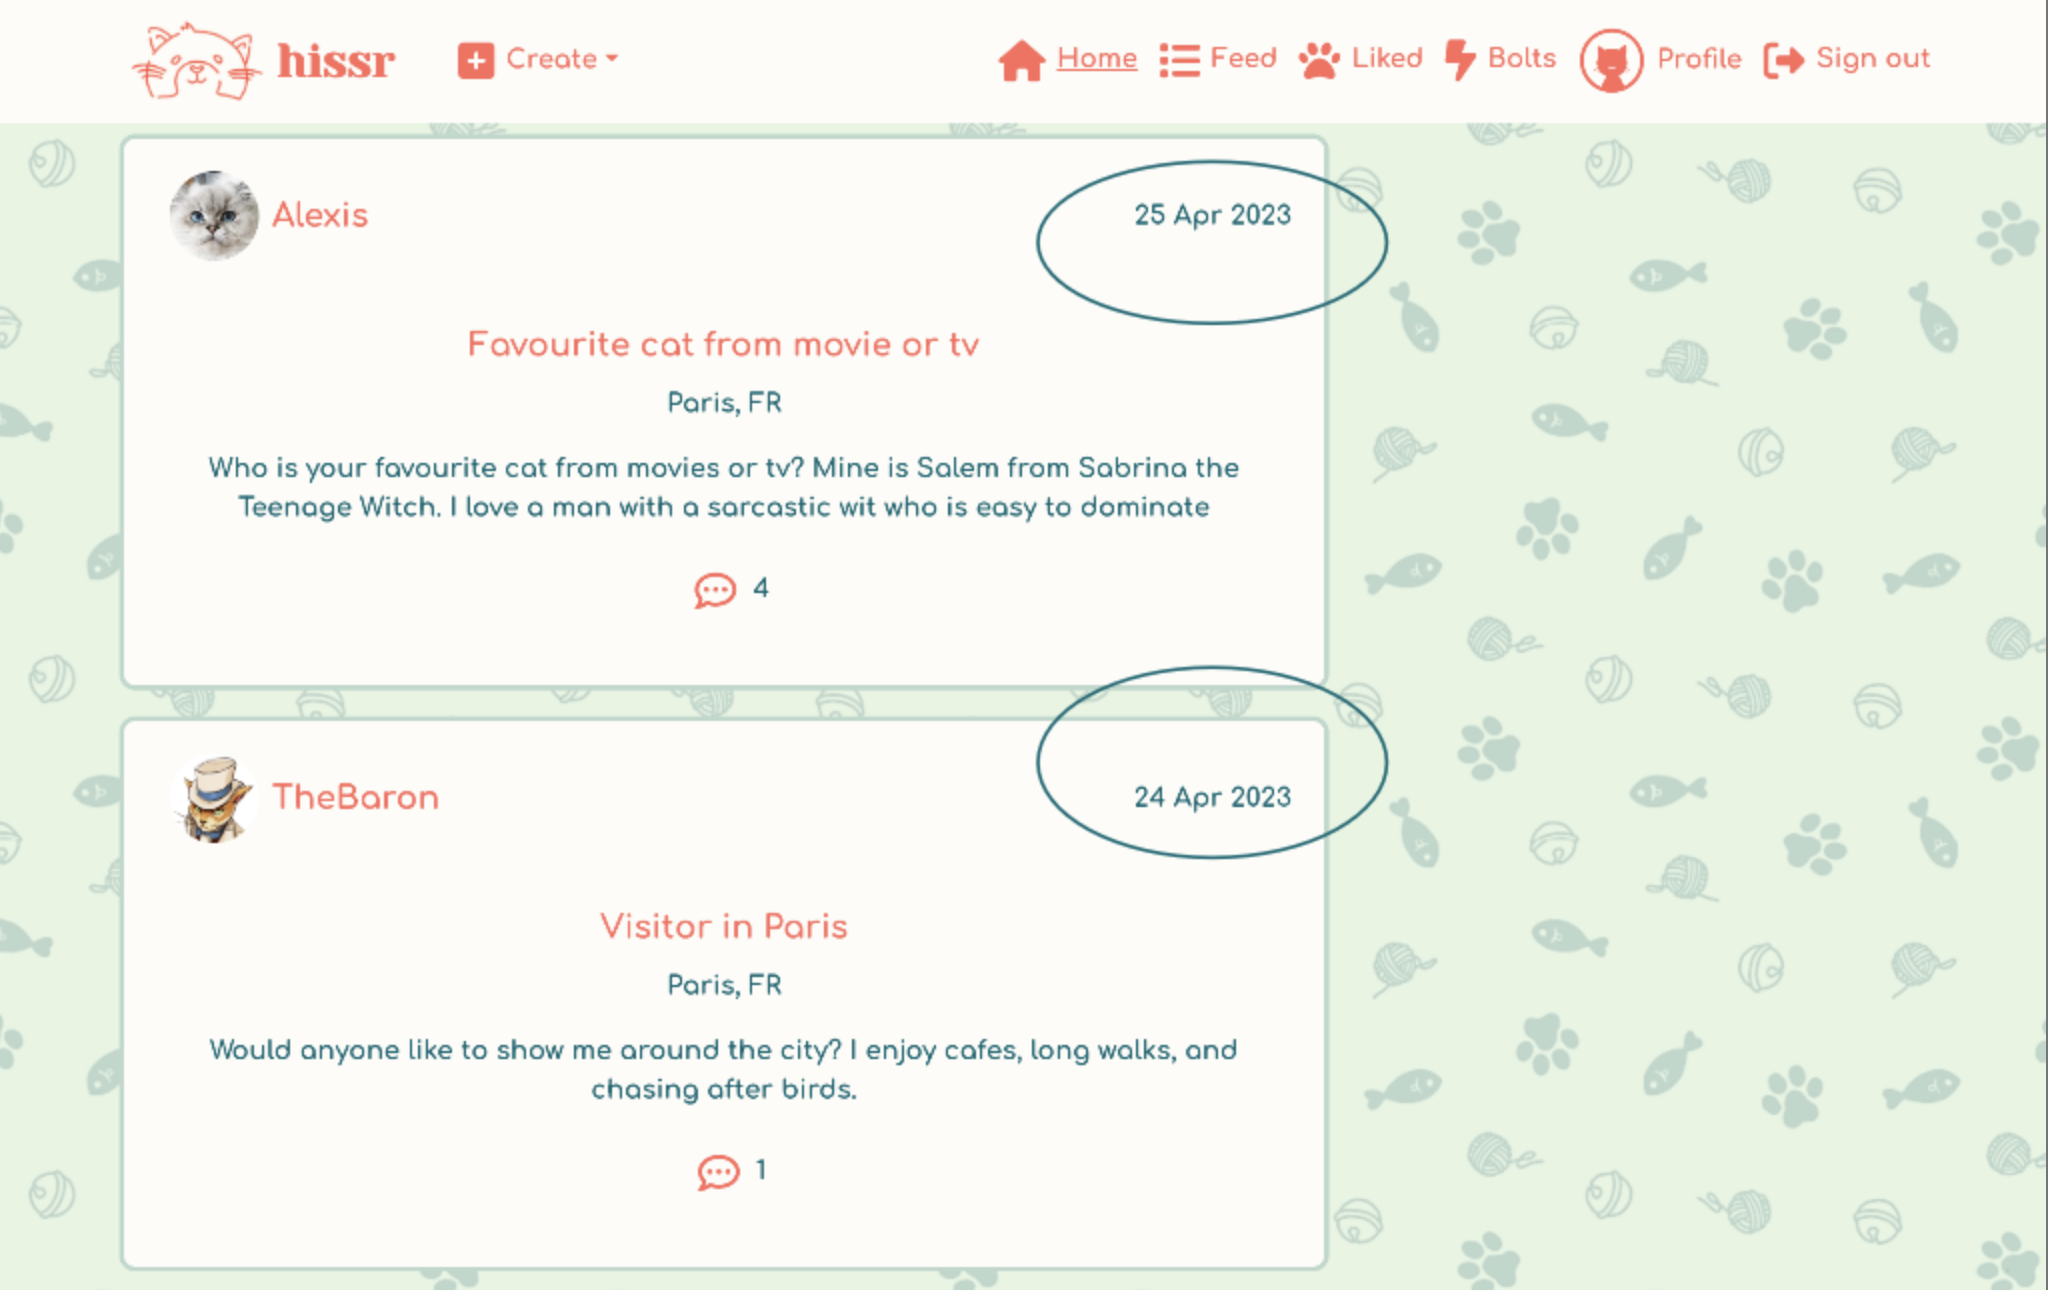 hissr
Create
Home
Feed
Liked
Bolts
Profile
Sign out
Alexis
25 Apr 2023
Favourite cat from movie or tv
Paris, FR
Who is your favourite cat from movies or tv? Mine is Salem from Sabrina the
Teenage Witch. I love a man with a sarcastic wit who is easy to dominate
4
TheBaron
24 Apr 2023
Visitor in Paris
Paris, FR
Would anyone like to show me around the city? I enjoy cafes, long walks, and
chasing after birds.
1